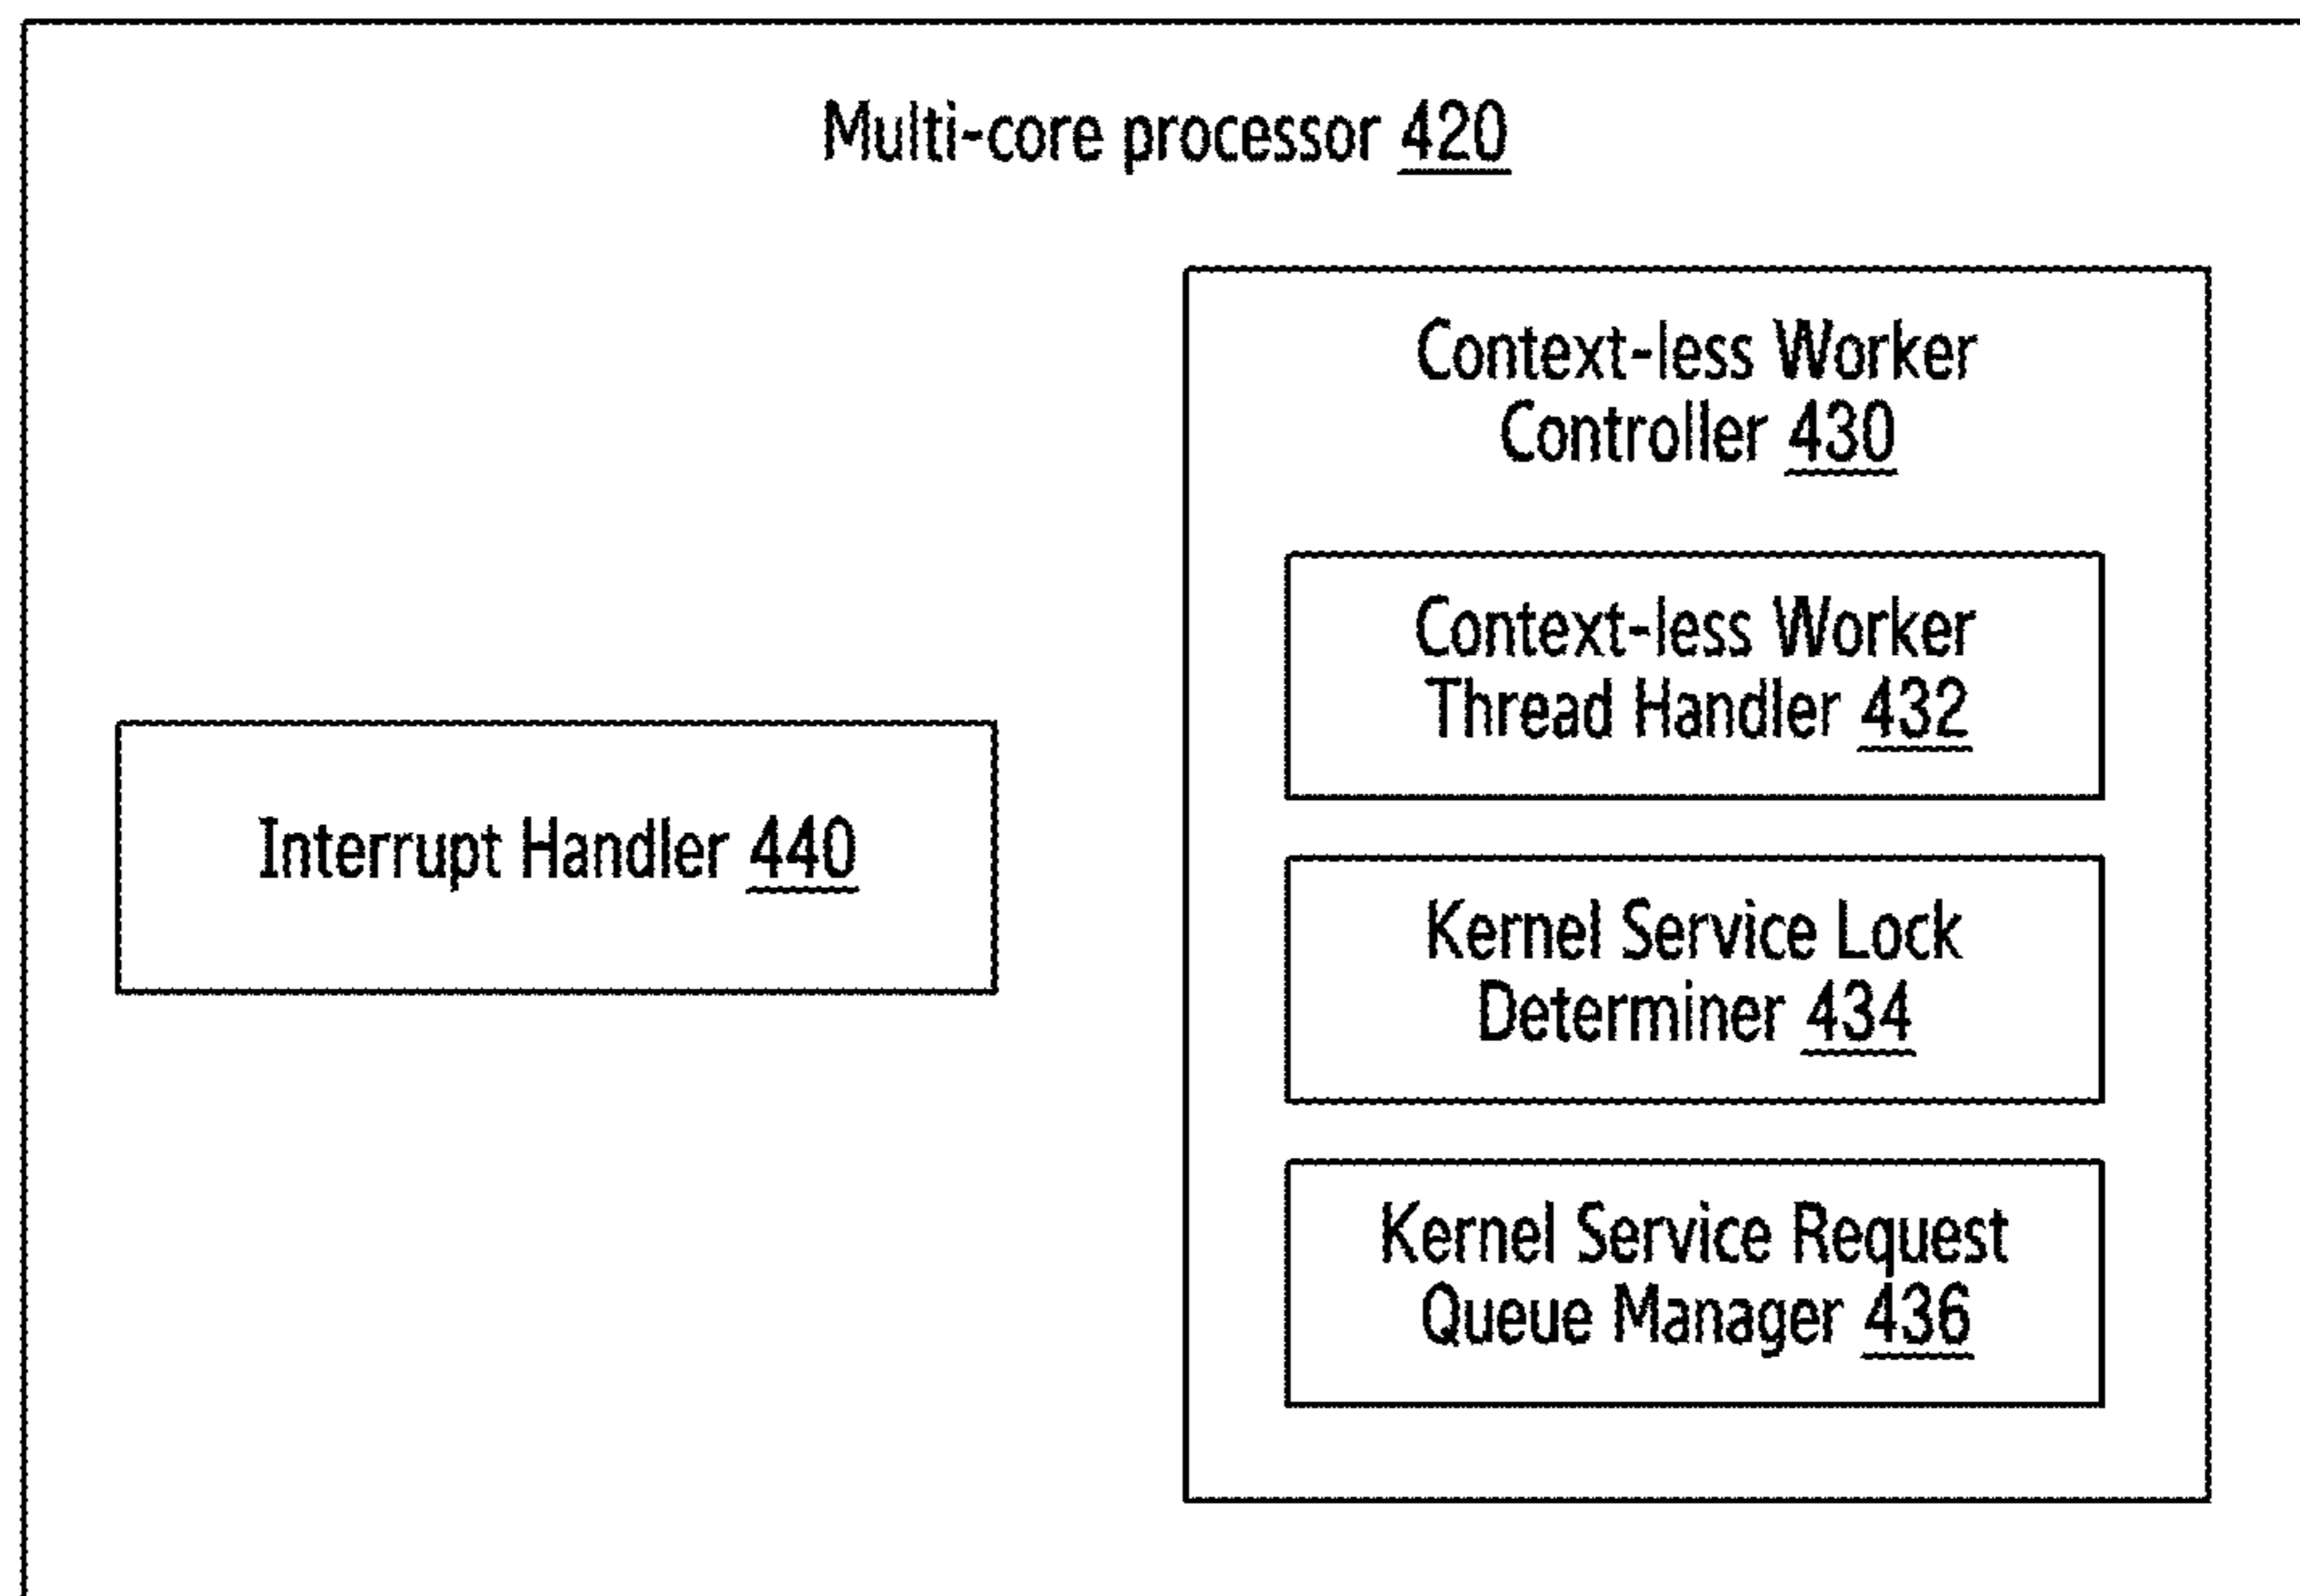 Multi-core processor 420
Context-less Worker
Controller 430
Context-less Worker
Thread Handler 432
Interrupt Handler 440
Kernel Service Lock
Determiner 434
Kernel Service Request
Queue Manager 436